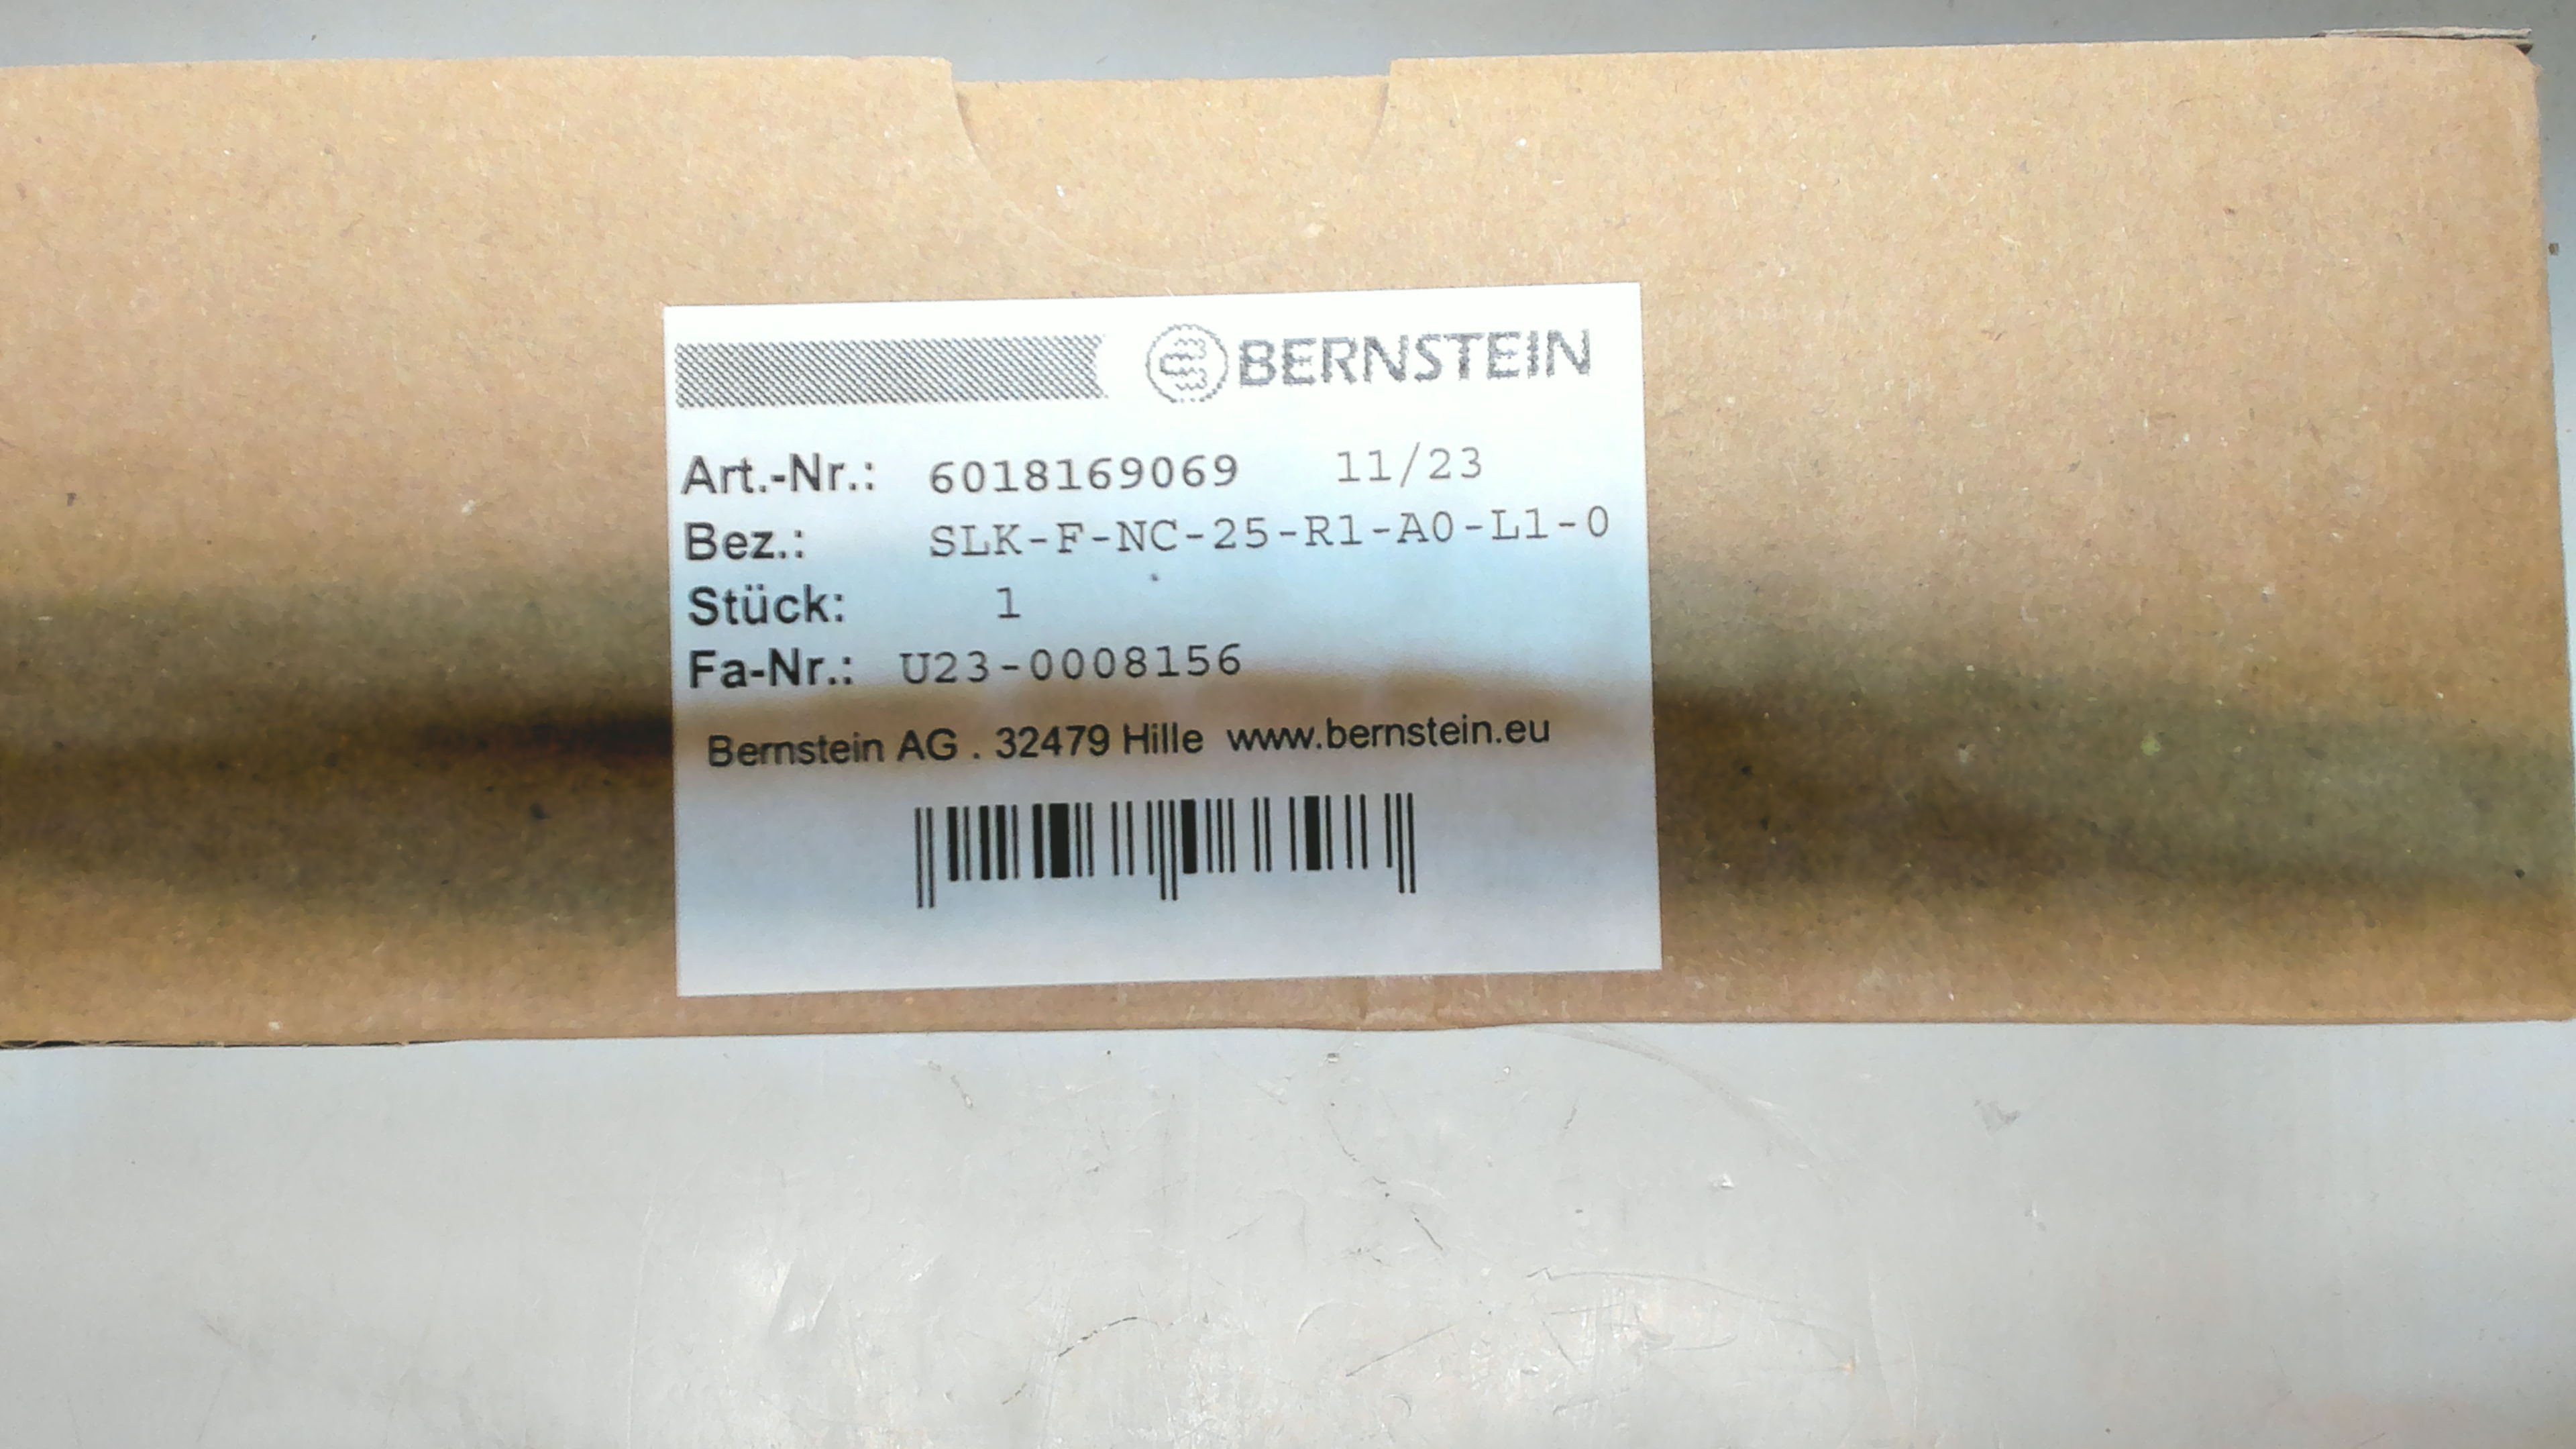 BERNSTEIN
Art.-Nr.: 6018169069 11/23
Bez.: SLK-F-NC-25-R1-A0-L1-0
Stück: 1
Fa-Nr.: U23-0008156
Bernstein AG . 32479 Hille www.bernstein.eu